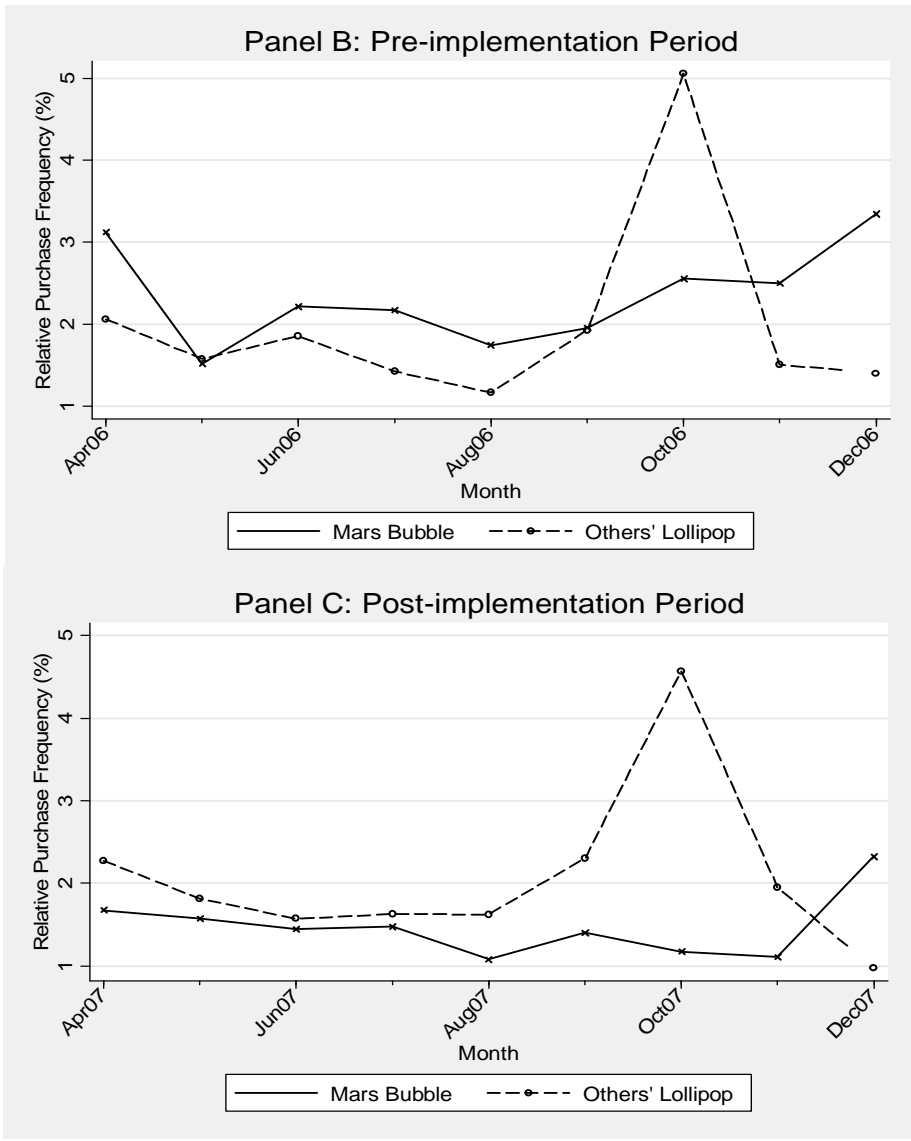 Panel B: Pre-implementation Period
Relative Purchase Frequency (%)
5
4
3
2
1
Apr06
Jun06
Aug06
Oct06
Dec06
Month
Mars Bubble
Others' Lollipop
Panel C: Post-implementation Period
Relative Purchase Frequency (%)
5
4
3
2
1
Apr07
Jun07
Aug07
Oct07
Dec07
Month
Mars Bubble
Others' Lollipop